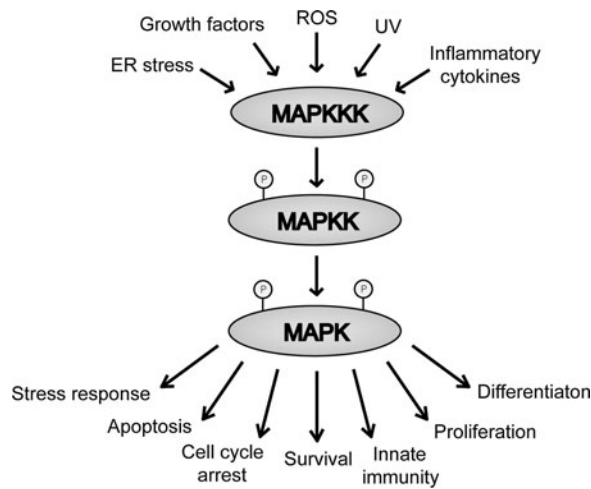 ROS
Growth factors
UV
ER stress
Inflammatory
cytokines
MAPKKK
P
P
MAPKK
P
P
MAPK
Stress response
Differentiaton
Apoptosis
Proliferation
Cell cycle
arrest
Survival
Innate
immunity